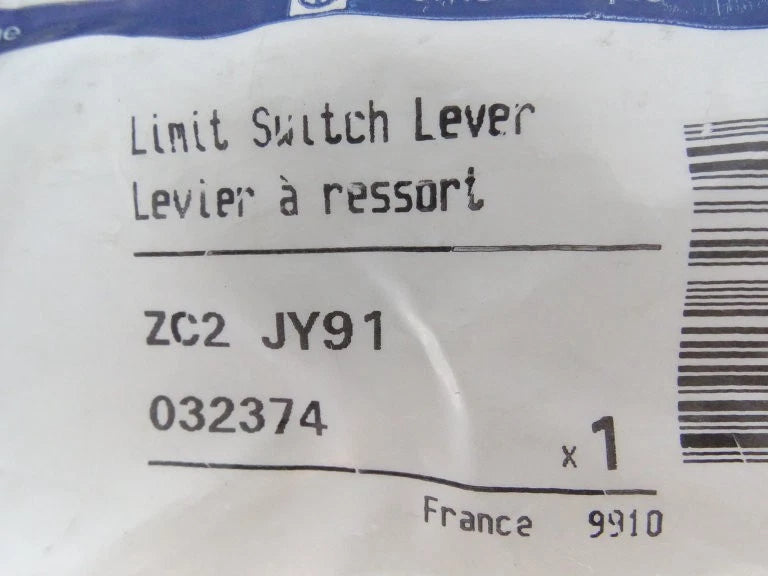 Limit Switch Lever
Levier à ressort
ZC2 JY91
032374
x 1
France 9910